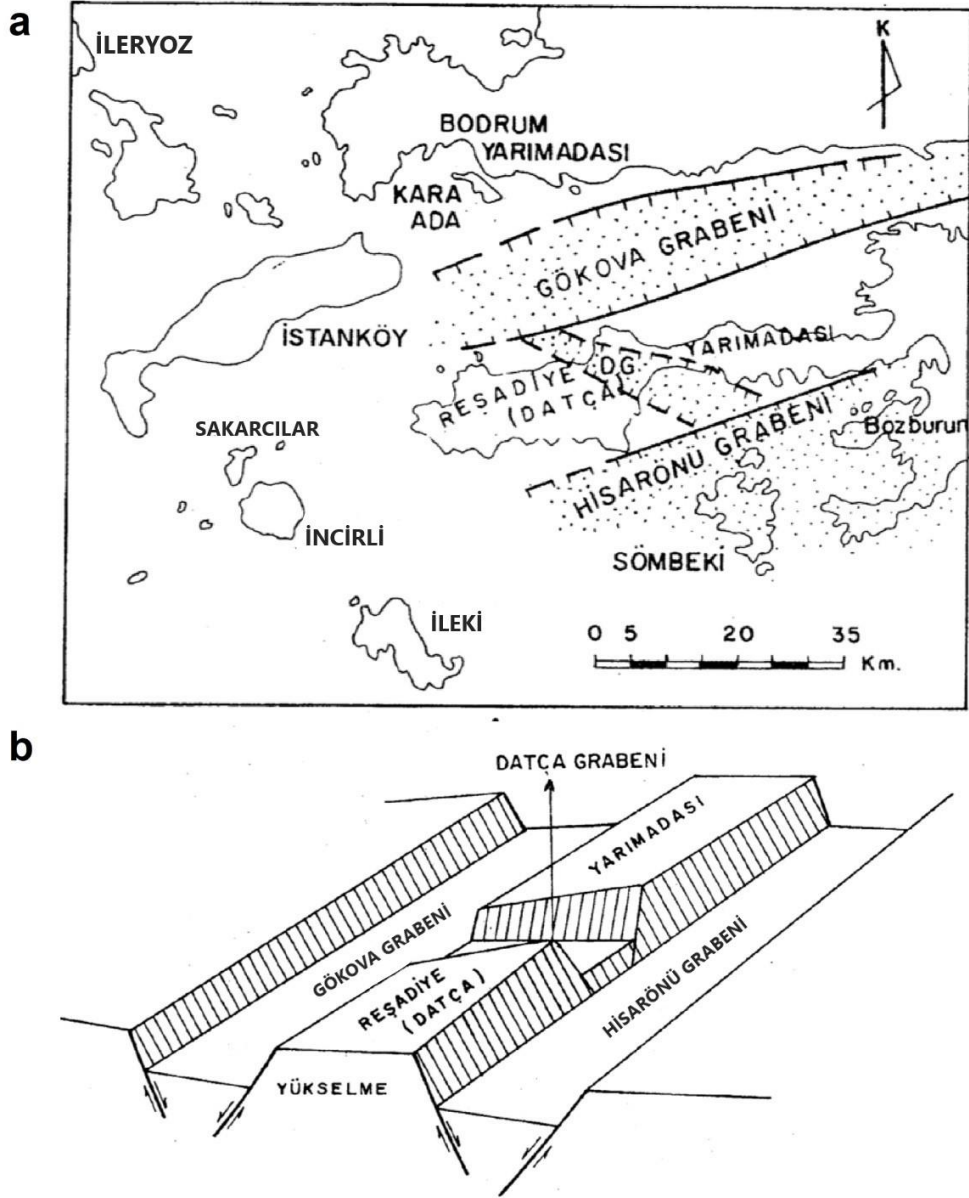 a
İLERYOZ
K
BODRUM
YARIMADASI
KARA
ADA
GÖKOVA GRABENİ
İSTANKÖY
YARIMADASI
REŞADİYE
(DATÇA)
DG
SAKARCILAR
HİSARÖNÜ GRABENİ
Bozburun
İNCİRLİ
SÖMBEKİ
İLEKİ
0 5 20 35
Km.
b
DATÇA GRABENİ
YARIMADASI
GÖKOVA GRABENİ
REŞADİYE
(DATÇA)
HİSARÖNÜ GRABENİ
YÜKSELME